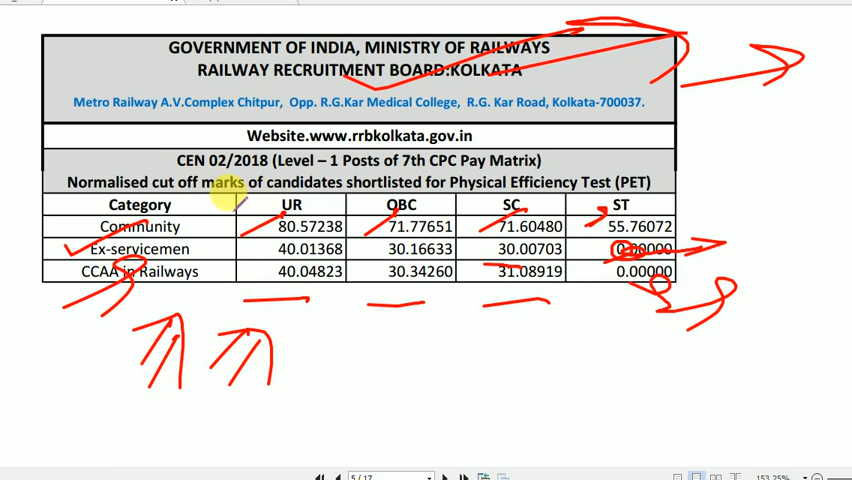 GOVERNMENT OF INDIA, MINISTRY OF RAILWAYS
RAILWAY RECRUITMENT BOARD:KOLKATA
Metro Railway A.V.Complex Chitpur, Opp. R.G.Kar Medical College, R.G. Kar Road, Kolkata-700037.
Website.www.rrbkolkata.gov.in
CEN 02/2018 (Level – 1 Posts of 7th CPC Pay Matrix)
Normalised cut off marks of candidates shortlisted for Physical Efficiency Test (PET)
Category UR OBC SC ST
Community 80.57238 71.77651 71.60480 55.76072
Ex-servicemen 40.01368 30.16633 30.00703 0.00000
CCAA in Railways 40.04823 30.34260 31.08919 0.00000
5 / 17 153.25%